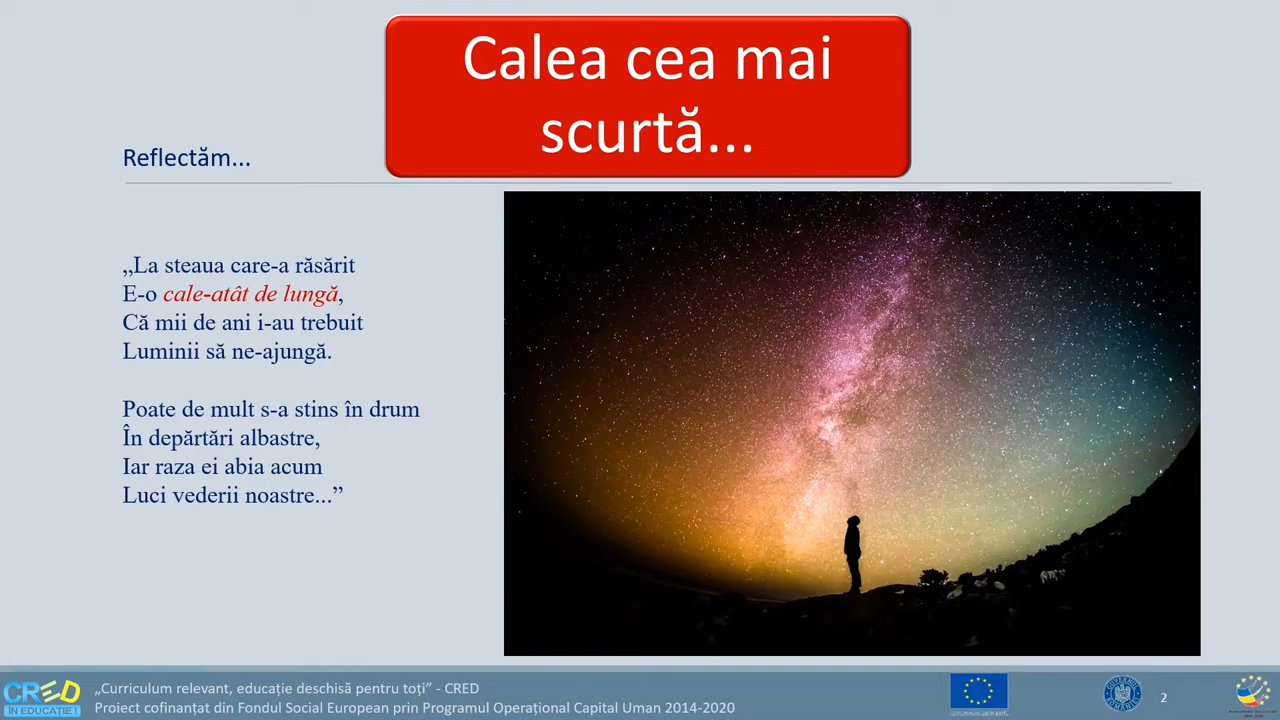 Calea cea mai
scurtă...
Reflectăm...
„La steaua care-a răsărit
E-o cale-atât de lungă,
Că mii de ani i-au trebuit
Luminii să ne-ajungă.
Poate de mult s-a stins în drum
În depărtări albastre,
Iar raza ei abia acum
Luci vederii noastre...”
CRED
ÎN EDUCAȚIE !
„Curriculum relevant, educație deschisă pentru toți” - CRED
Proiect cofinanțat din Fondul Social European prin Programul Operațional Capital Uman 2014-2020
2